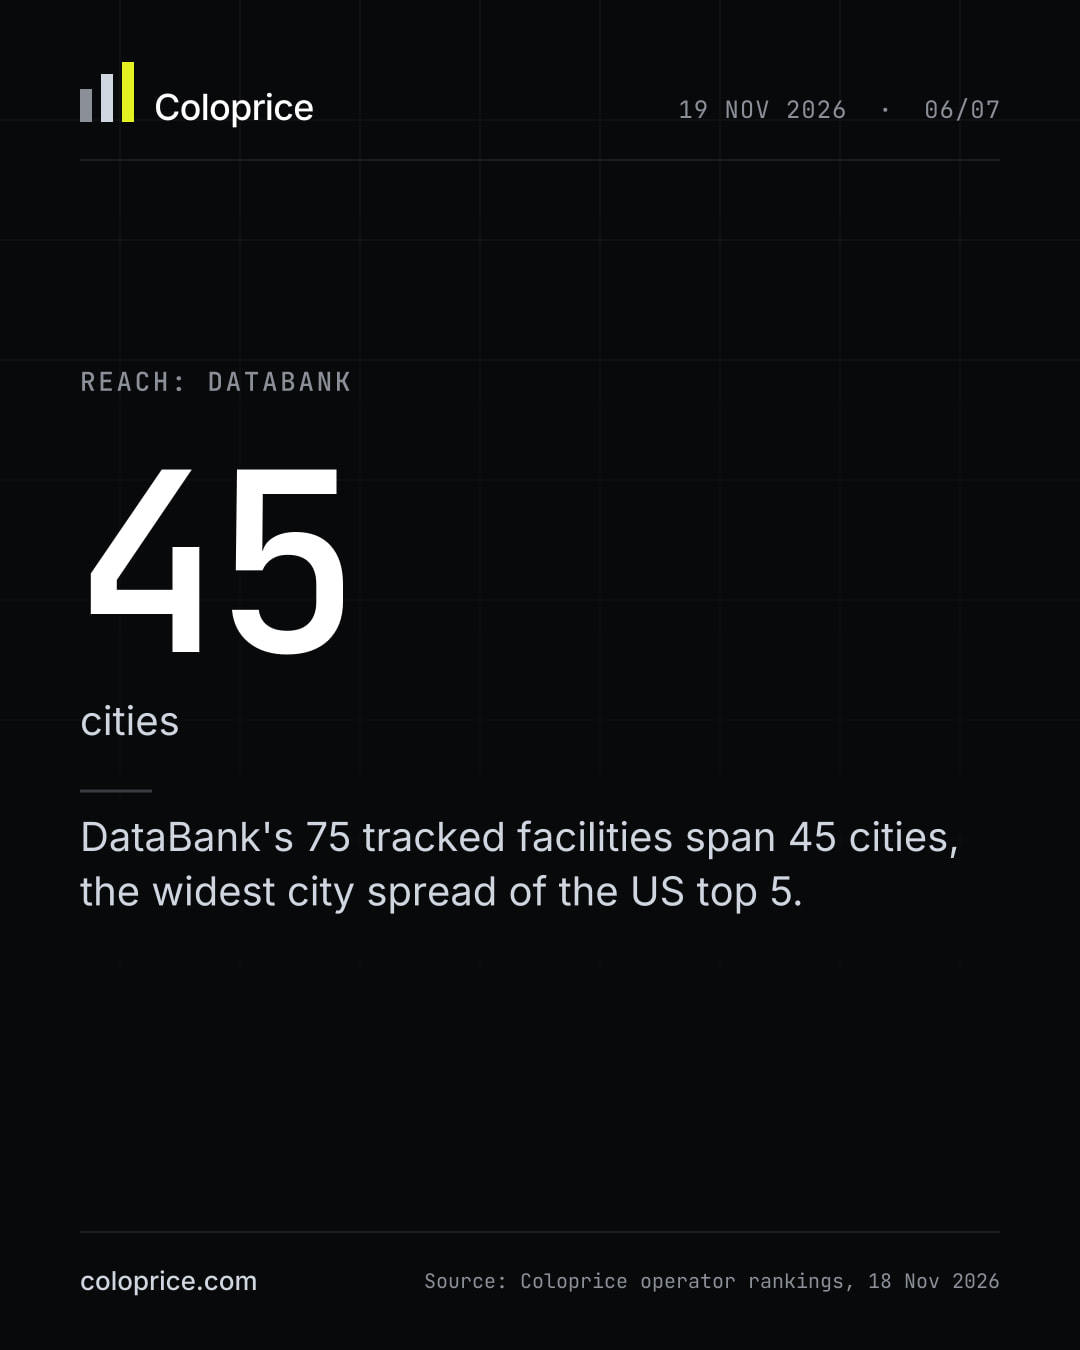 Coloprice
19 NOV 2026 · 06/07
REACH: DATABANK
45
cities
DataBank's 75 tracked facilities span 45 cities,
the widest city spread of the US top 5.
coloprice.com
Source: Coloprice operator rankings, 18 Nov 2026